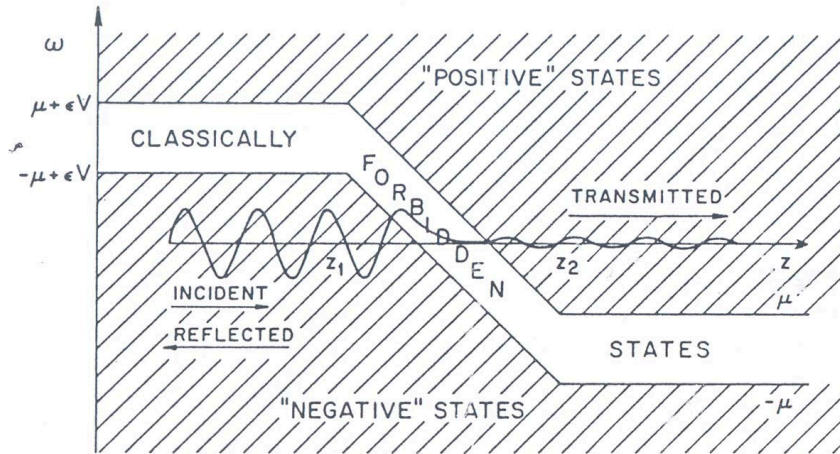 ω
"POSITIVE" STATES
μ + εV
CLASSICALLY
-μ + εV
FORBIDDEN
TRANSMITTED
z₁
z₂
z
INCIDENT
μ
REFLECTED
STATES
-μ
"NEGATIVE" STATES